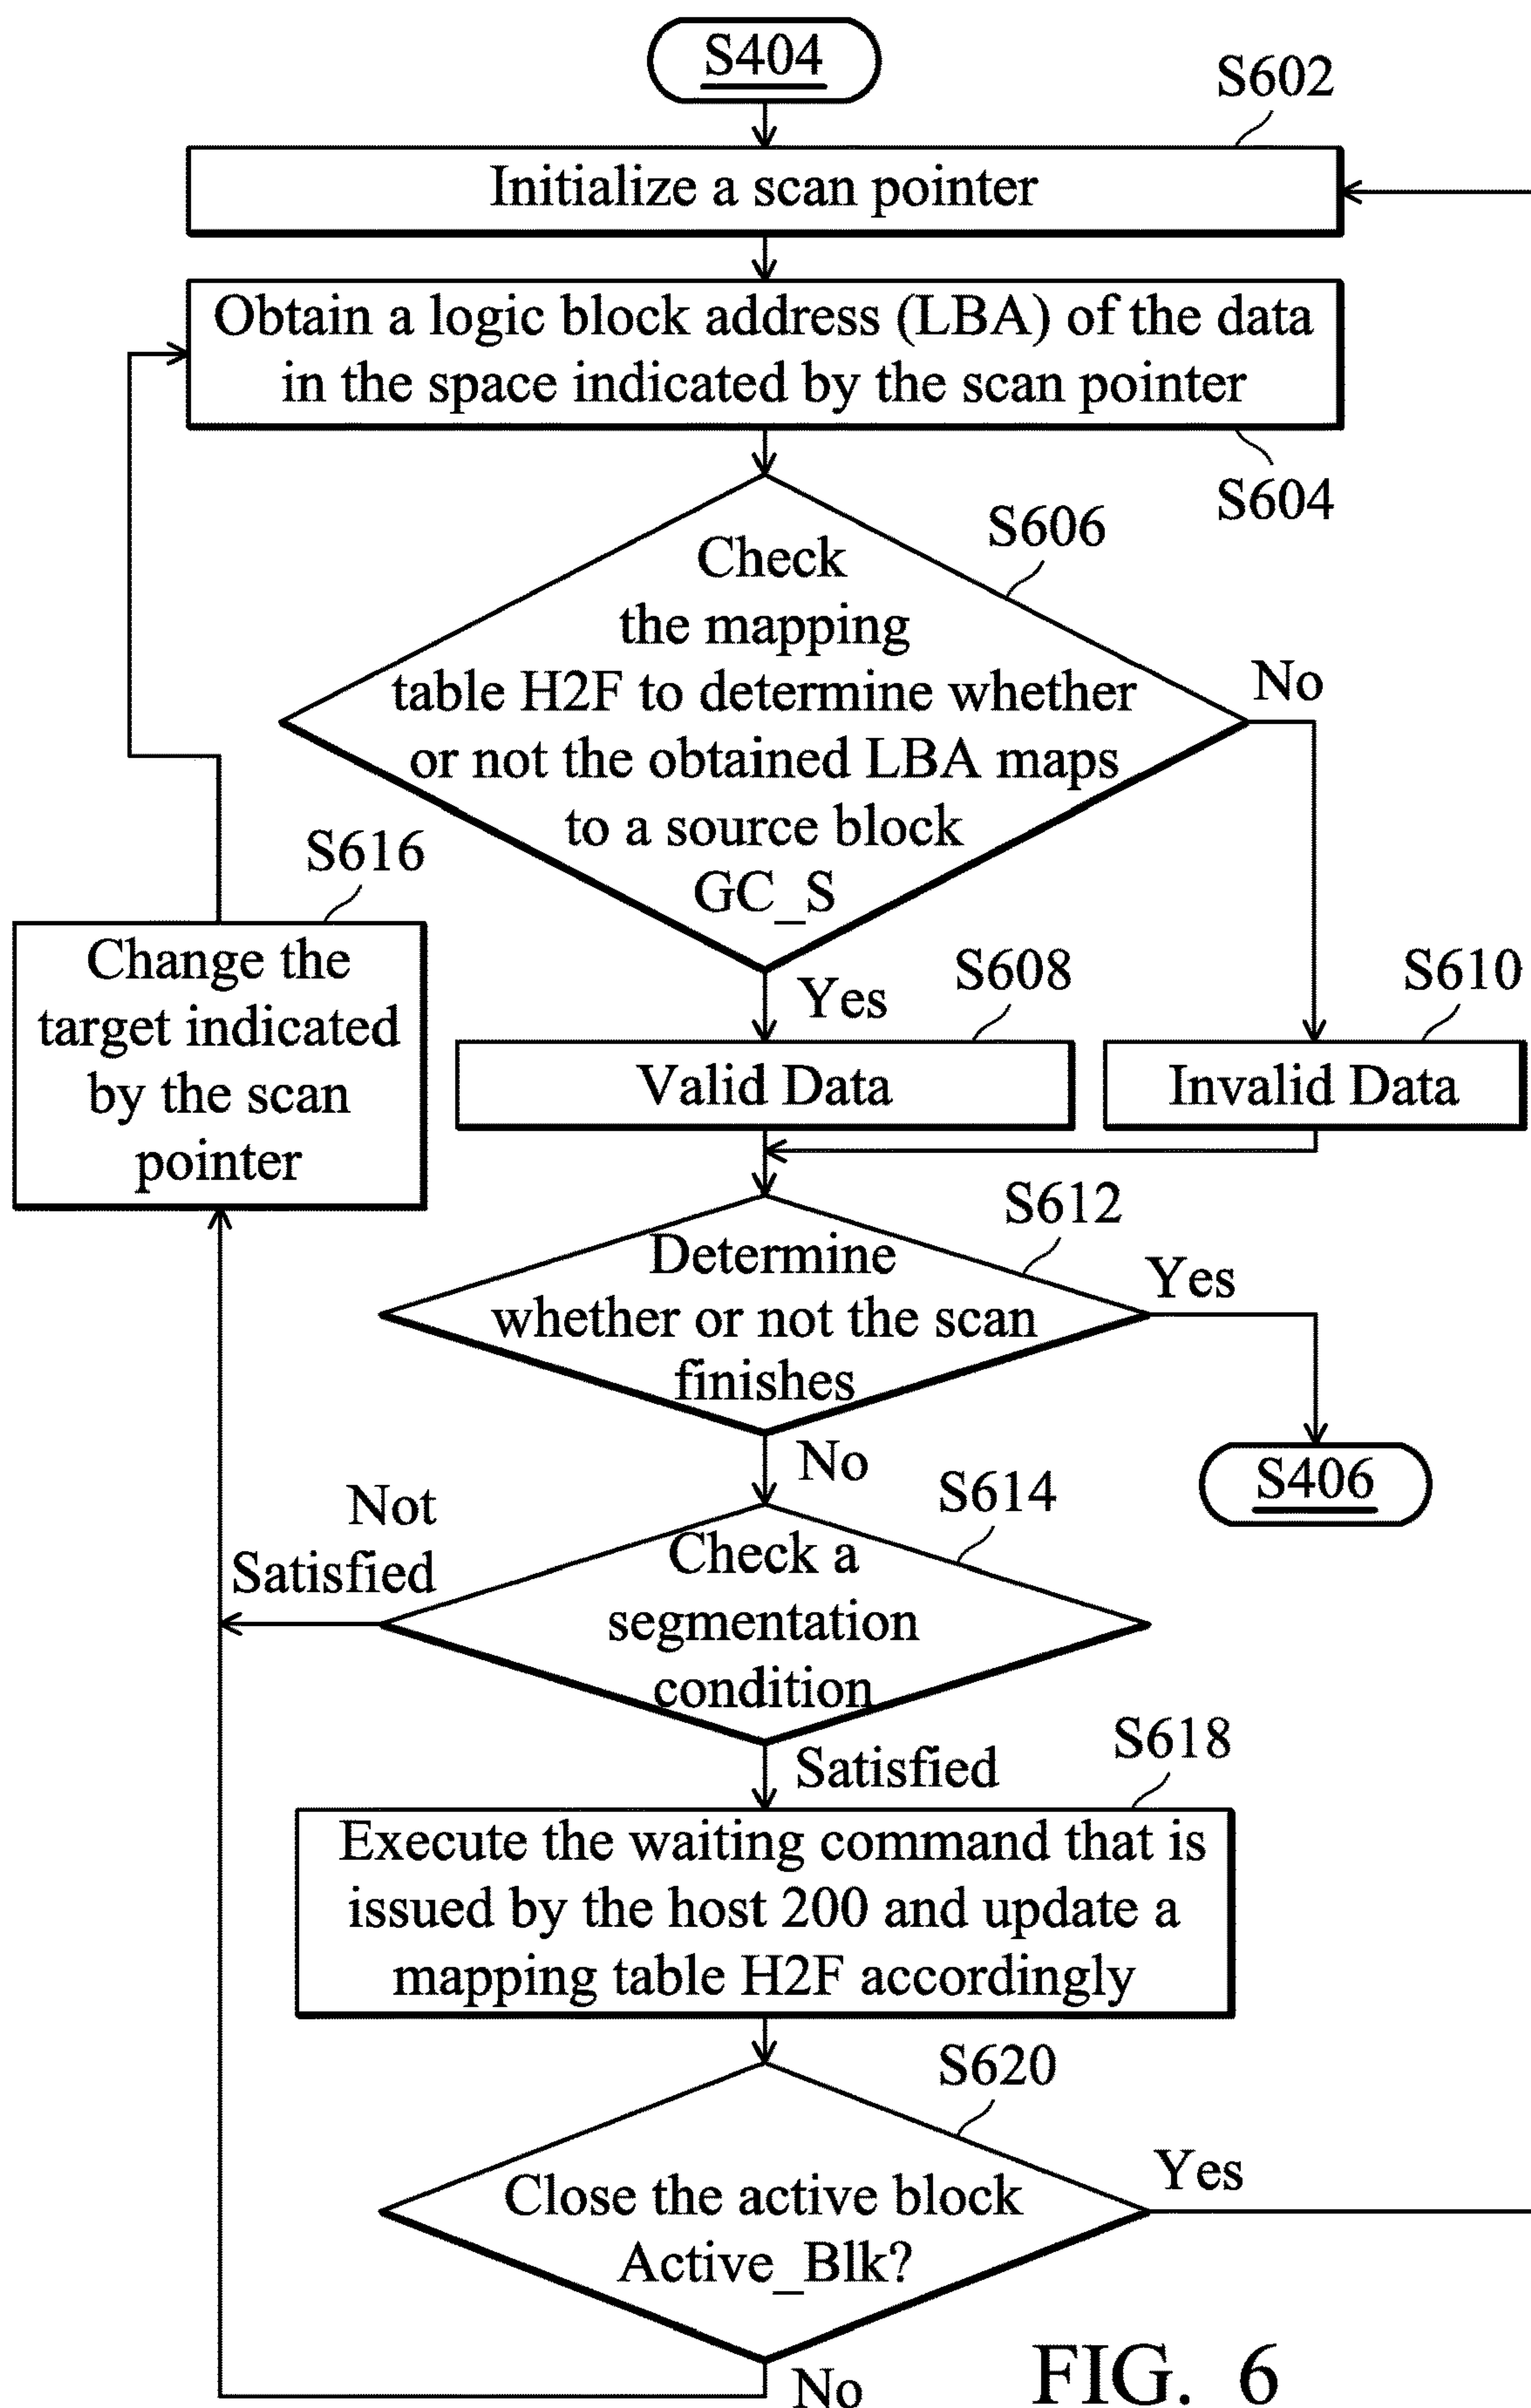 S404
S602
Initialize a scan pointer
Obtain a logic block address (LBA) of the data
in the space indicated by the scan pointer
S604
S606
Check
the mapping
table H2F to determine whether
or not the obtained LBA maps
to a source block
GC_S
No
Yes
S608
Valid Data
S610
Invalid Data
S616
Change the
target indicated
by the scan
pointer
S612
Determine
whether or not the scan
finishes
Yes
S406
No
S614
Check a
segmentation
condition
Not
Satisfied
Satisfied
S618
Execute the waiting command that is
issued by the host 200 and update a
mapping table H2F accordingly
S620
Close the active block
Active_Blk?
Yes
No
FIG. 6